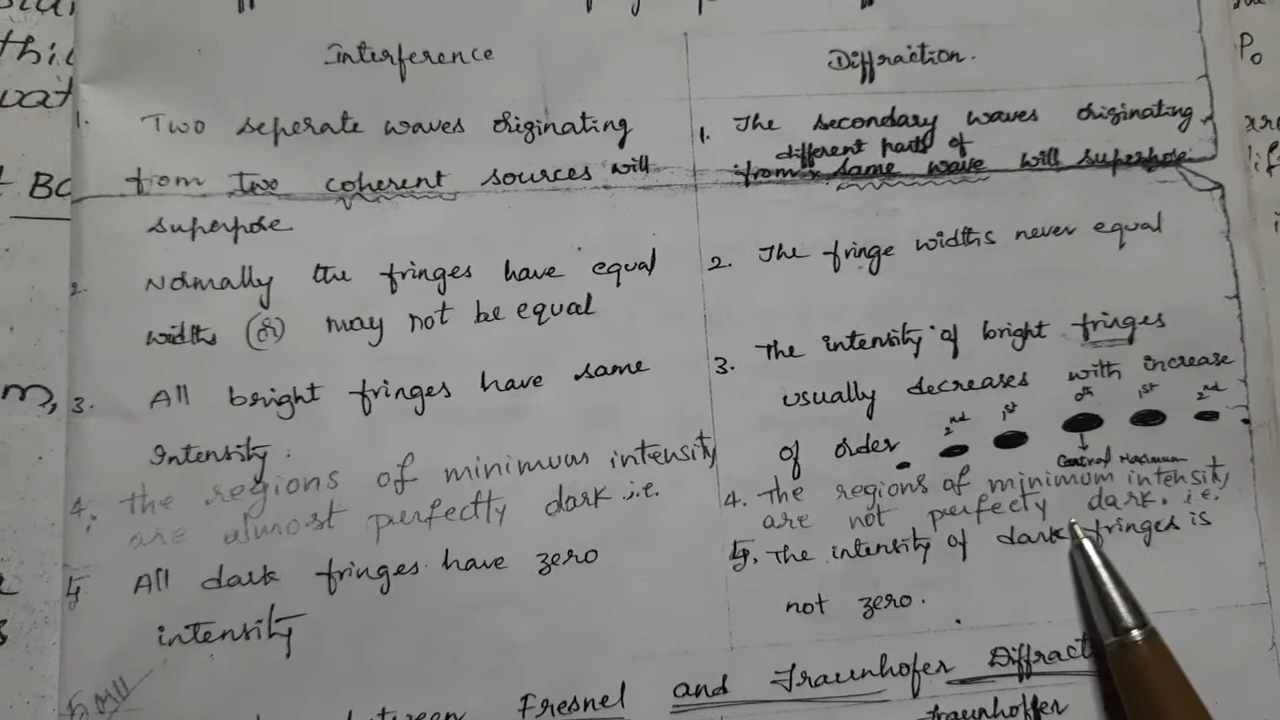 Interference
1. Two seperate waves originating
from two coherent sources will
superpose
2. Normally the fringes have equal
widths (or) may not be equal
3. All bright fringes have same
Intensity.
4. the regions of minimum intensity
are almost perfectly dark i.e.
5 All dark fringes have zero
intensity
Diffraction.
1. The secondary waves originating
different parts of
from same wave will superpose
2. The fringe widths never equal
3. The intensity of bright fringes
usually decreases with increase
of order
2nd 1st 0th 1st 2nd
Central Maximum
4. the regions of minimum intensity
are not perfecty dark. i.e.
5. The intensity of dark fringes is
not zero.
Fresnel and Fraunhofer
Fraunhoffer